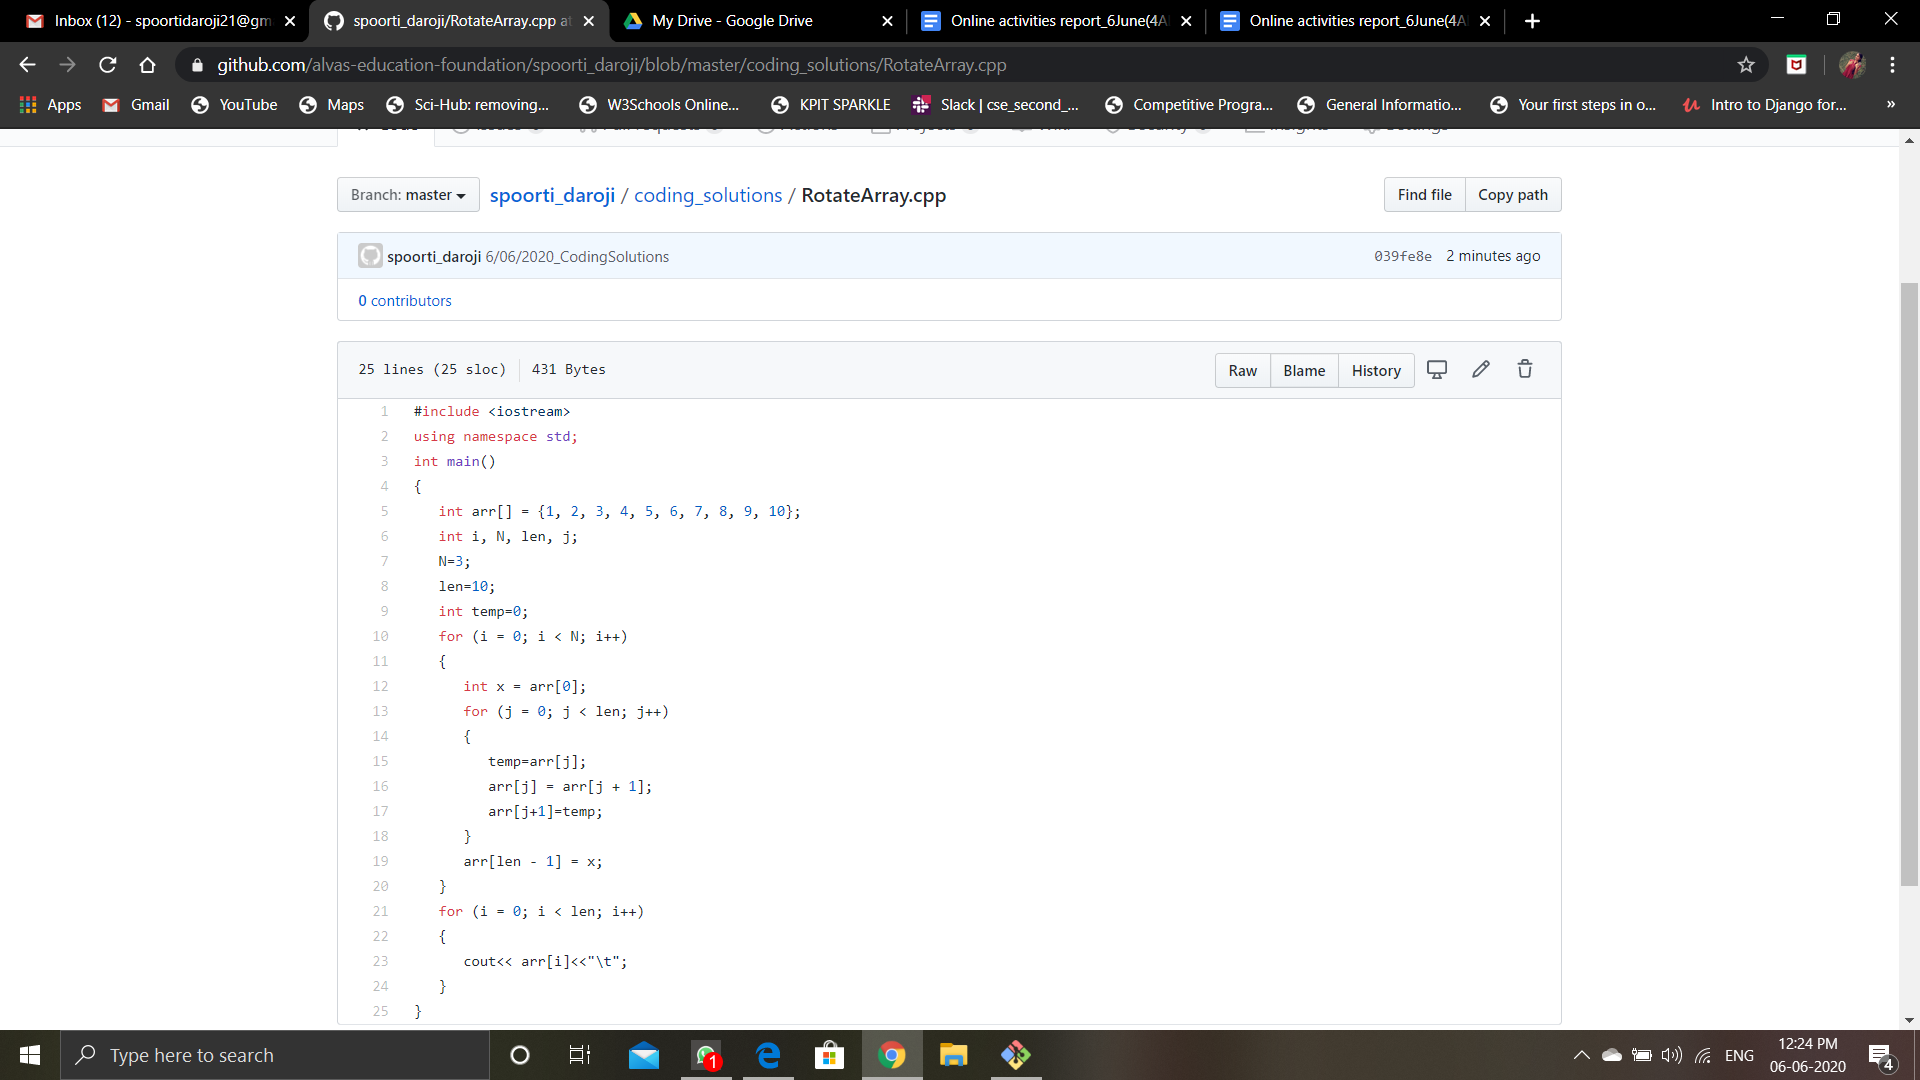 Inbox (12) - spoortidaroji21@gm
spoorti_daroji/RotateArray.cpp at
My Drive - Google Drive
Online activities report_6June(4A
Online activities report_6June(4A
github.com/alvas-education-foundation/spoorti_daroji/blob/master/coding_solutions/RotateArray.cpp
Apps
Gmail
YouTube
Maps
Sci-Hub: removing...
W3Schools Online...
KPIT SPARKLE
Slack | cse_second_...
Competitive Progra...
General Informatio...
Your first steps in o...
Intro to Django for...
»
Branch: master
spoorti_daroji / coding_solutions / RotateArray.cpp
Find file
Copy path
spoorti_daroji 6/06/2020_CodingSolutions
039fe8e 2 minutes ago
0 contributors
25 lines (25 sloc) 431 Bytes
Raw
Blame
History
1 #include <iostream>
2 using namespace std;
3 int main()
4 {
5 int arr[] = {1, 2, 3, 4, 5, 6, 7, 8, 9, 10};
6 int i, N, len, j;
7 N=3;
8 len=10;
9 int temp=0;
10 for (i = 0; i < N; i++)
11 {
12 int x = arr[0];
13 for (j = 0; j < len; j++)
14 {
15 temp=arr[j];
16 arr[j] = arr[j + 1];
17 arr[j+1]=temp;
18 }
19 arr[len - 1] = x;
20 }
21 for (i = 0; i < len; i++)
22 {
23 cout<< arr[i]<<"\t";
24 }
25 }
Type here to search
1
ENG
12:24 PM
06-06-2020
4